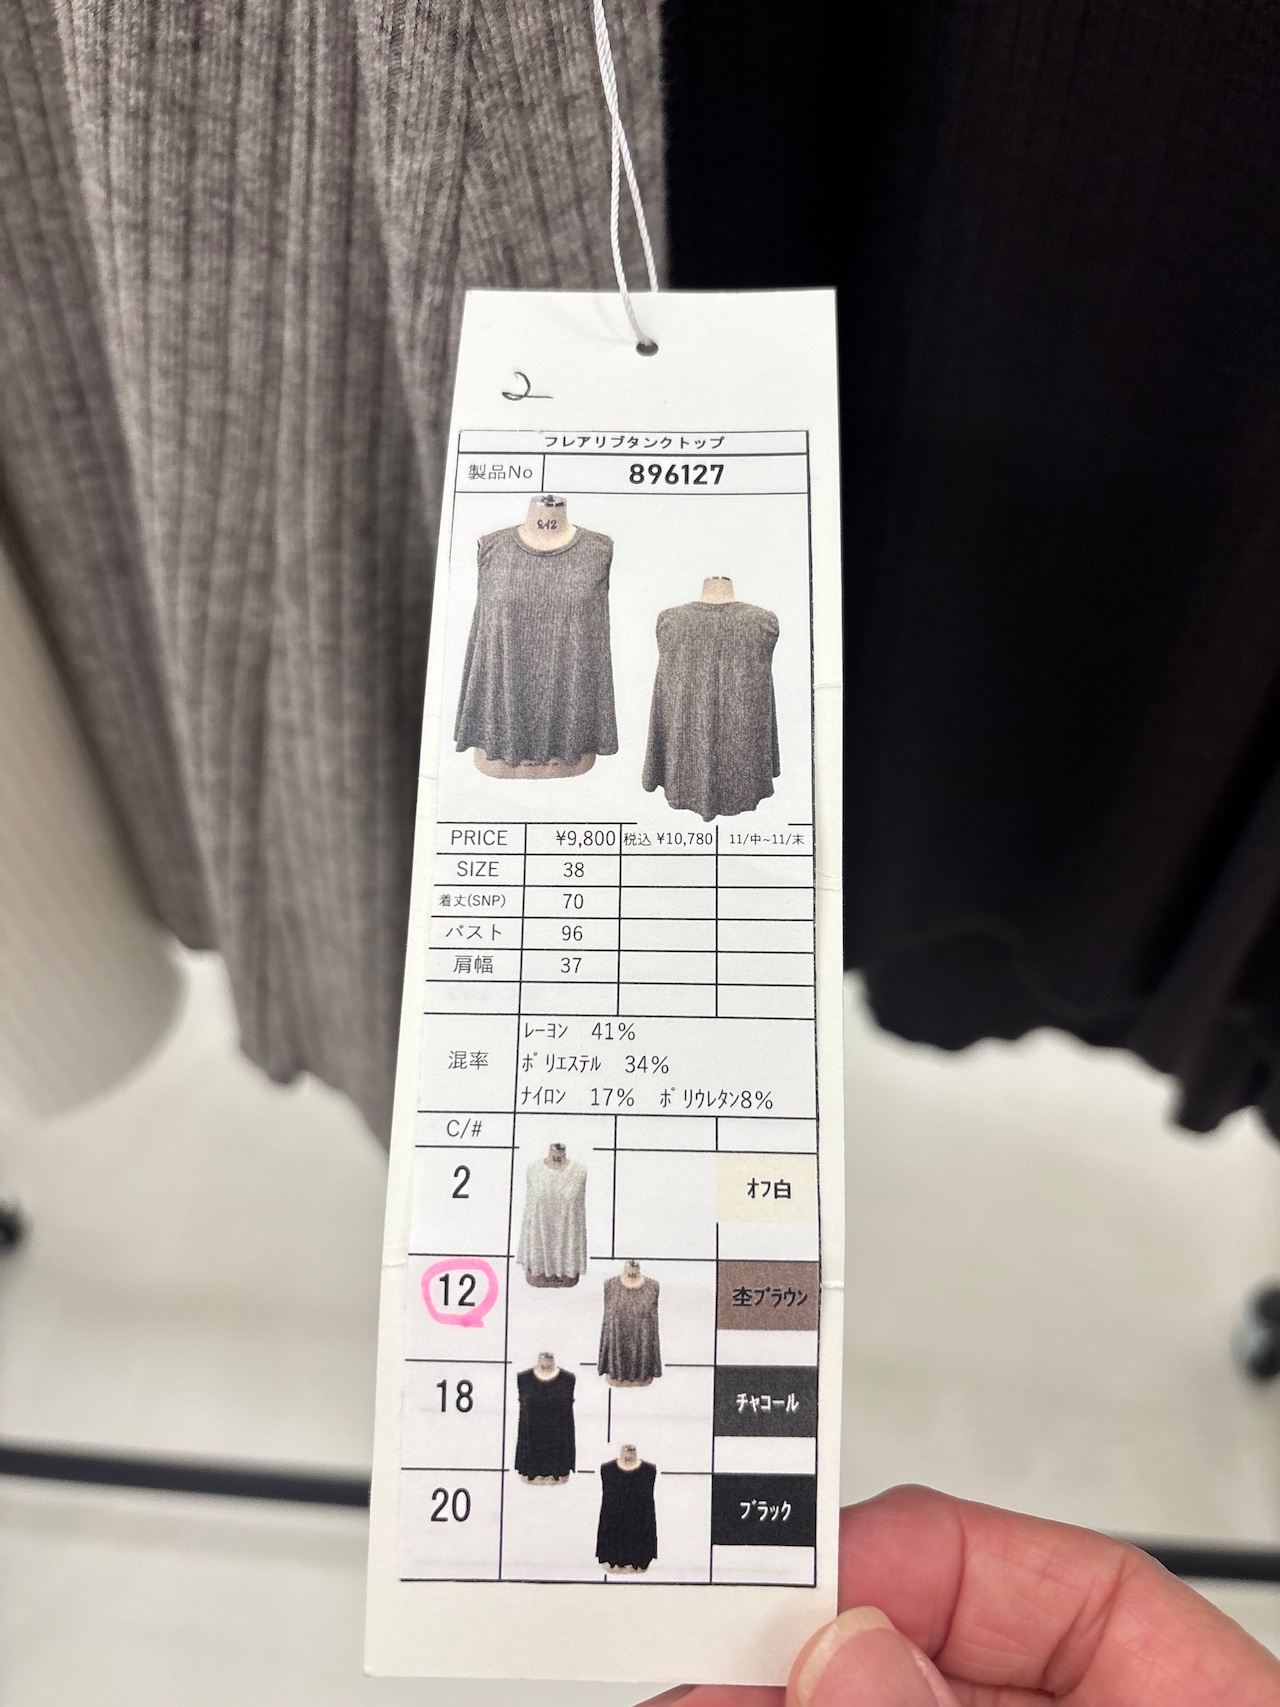 2
フレアリブタンクトップ
製品No 896127
PRICE ¥9,800 税込 ¥10,780 11/中~11/末
SIZE 38
着丈(SNP) 70
バスト 96
肩幅 37
混率 ﾚｰﾖﾝ 41%
ﾎﾟﾘｴｽﾃﾙ 34%
ﾅｲﾛﾝ 17% ﾎﾟﾘｳﾚﾀﾝ8%
C/#
2 ｵﾌ白
12 杢ﾌﾞﾗｳﾝ
18 ﾁｬｺｰﾙ
20 ﾌﾞﾗｯｸ